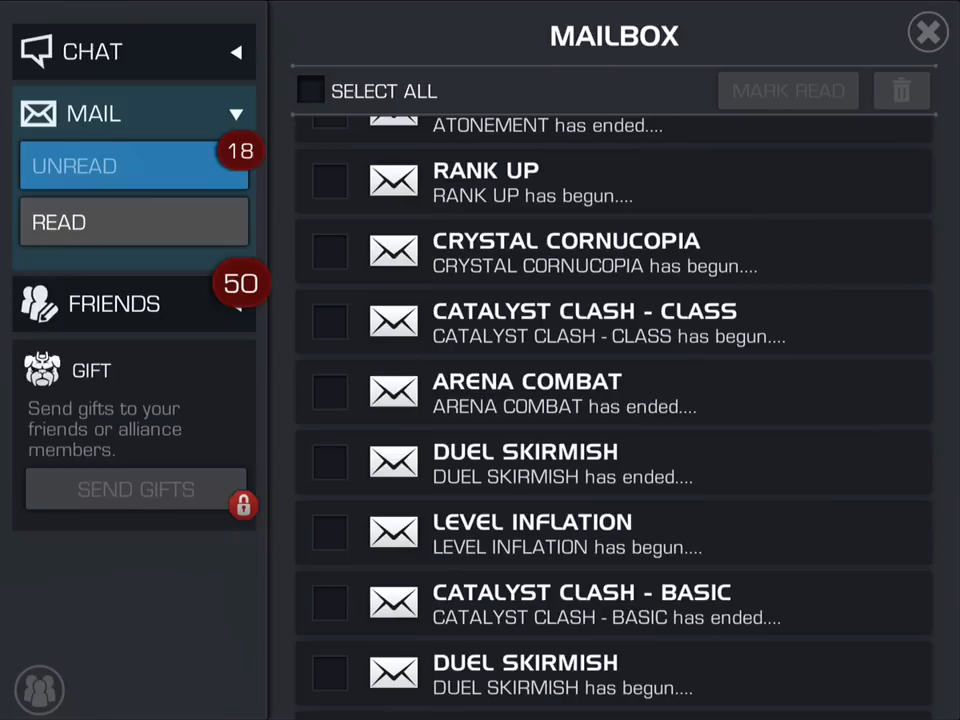 CHAT
MAIL
UNREAD
18
READ
FRIENDS
50
GIFT
Send gifts to your
friends or alliance
members.
SEND GIFTS
MAILBOX
SELECT ALL
MARK READ
ATONEMENT has ended....
RANK UP
RANK UP has begun....
CRYSTAL CORNUCOPIA
CRYSTAL CORNUCOPIA has begun....
CATALYST CLASH - CLASS
CATALYST CLASH - CLASS has begun....
ARENA COMBAT
ARENA COMBAT has ended....
DUEL SKIRMISH
DUEL SKIRMISH has ended....
LEVEL INFLATION
LEVEL INFLATION has begun....
CATALYST CLASH - BASIC
CATALYST CLASH - BASIC has ended....
DUEL SKIRMISH
DUEL SKIRMISH has begun....